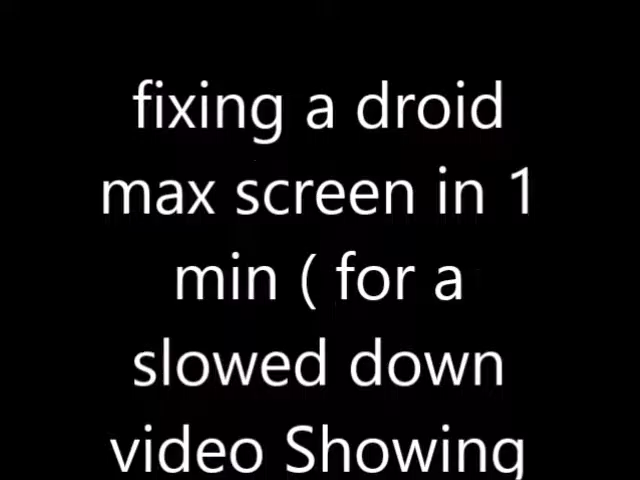 fixing a droid
max screen in 1
min ( for a
slowed down
video Showing